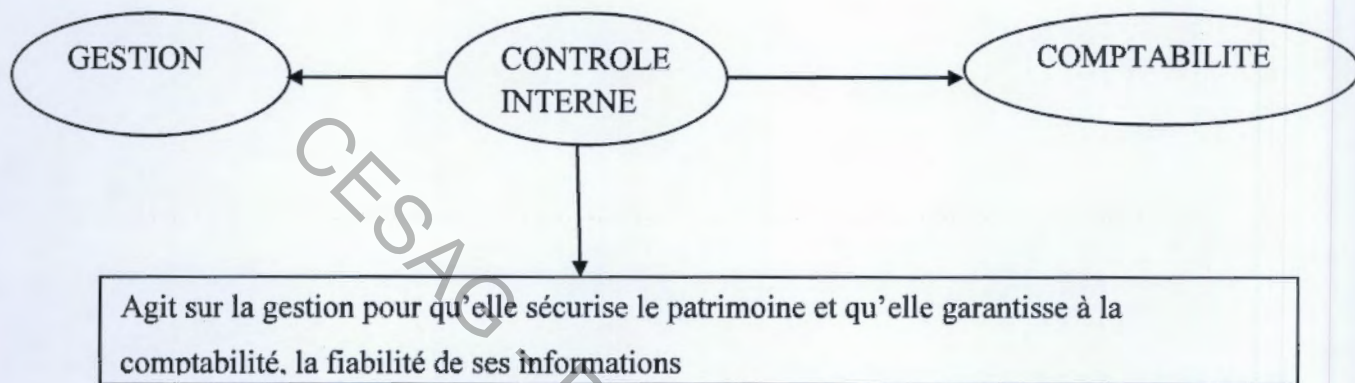 GESTION
CONTROLE
INTERNE
COMPTABILITE
CESAG
Agit sur la gestion pour qu'elle sécurise le patrimoine et qu'elle garantisse à la
comptabilité, la fiabilité de ses informations